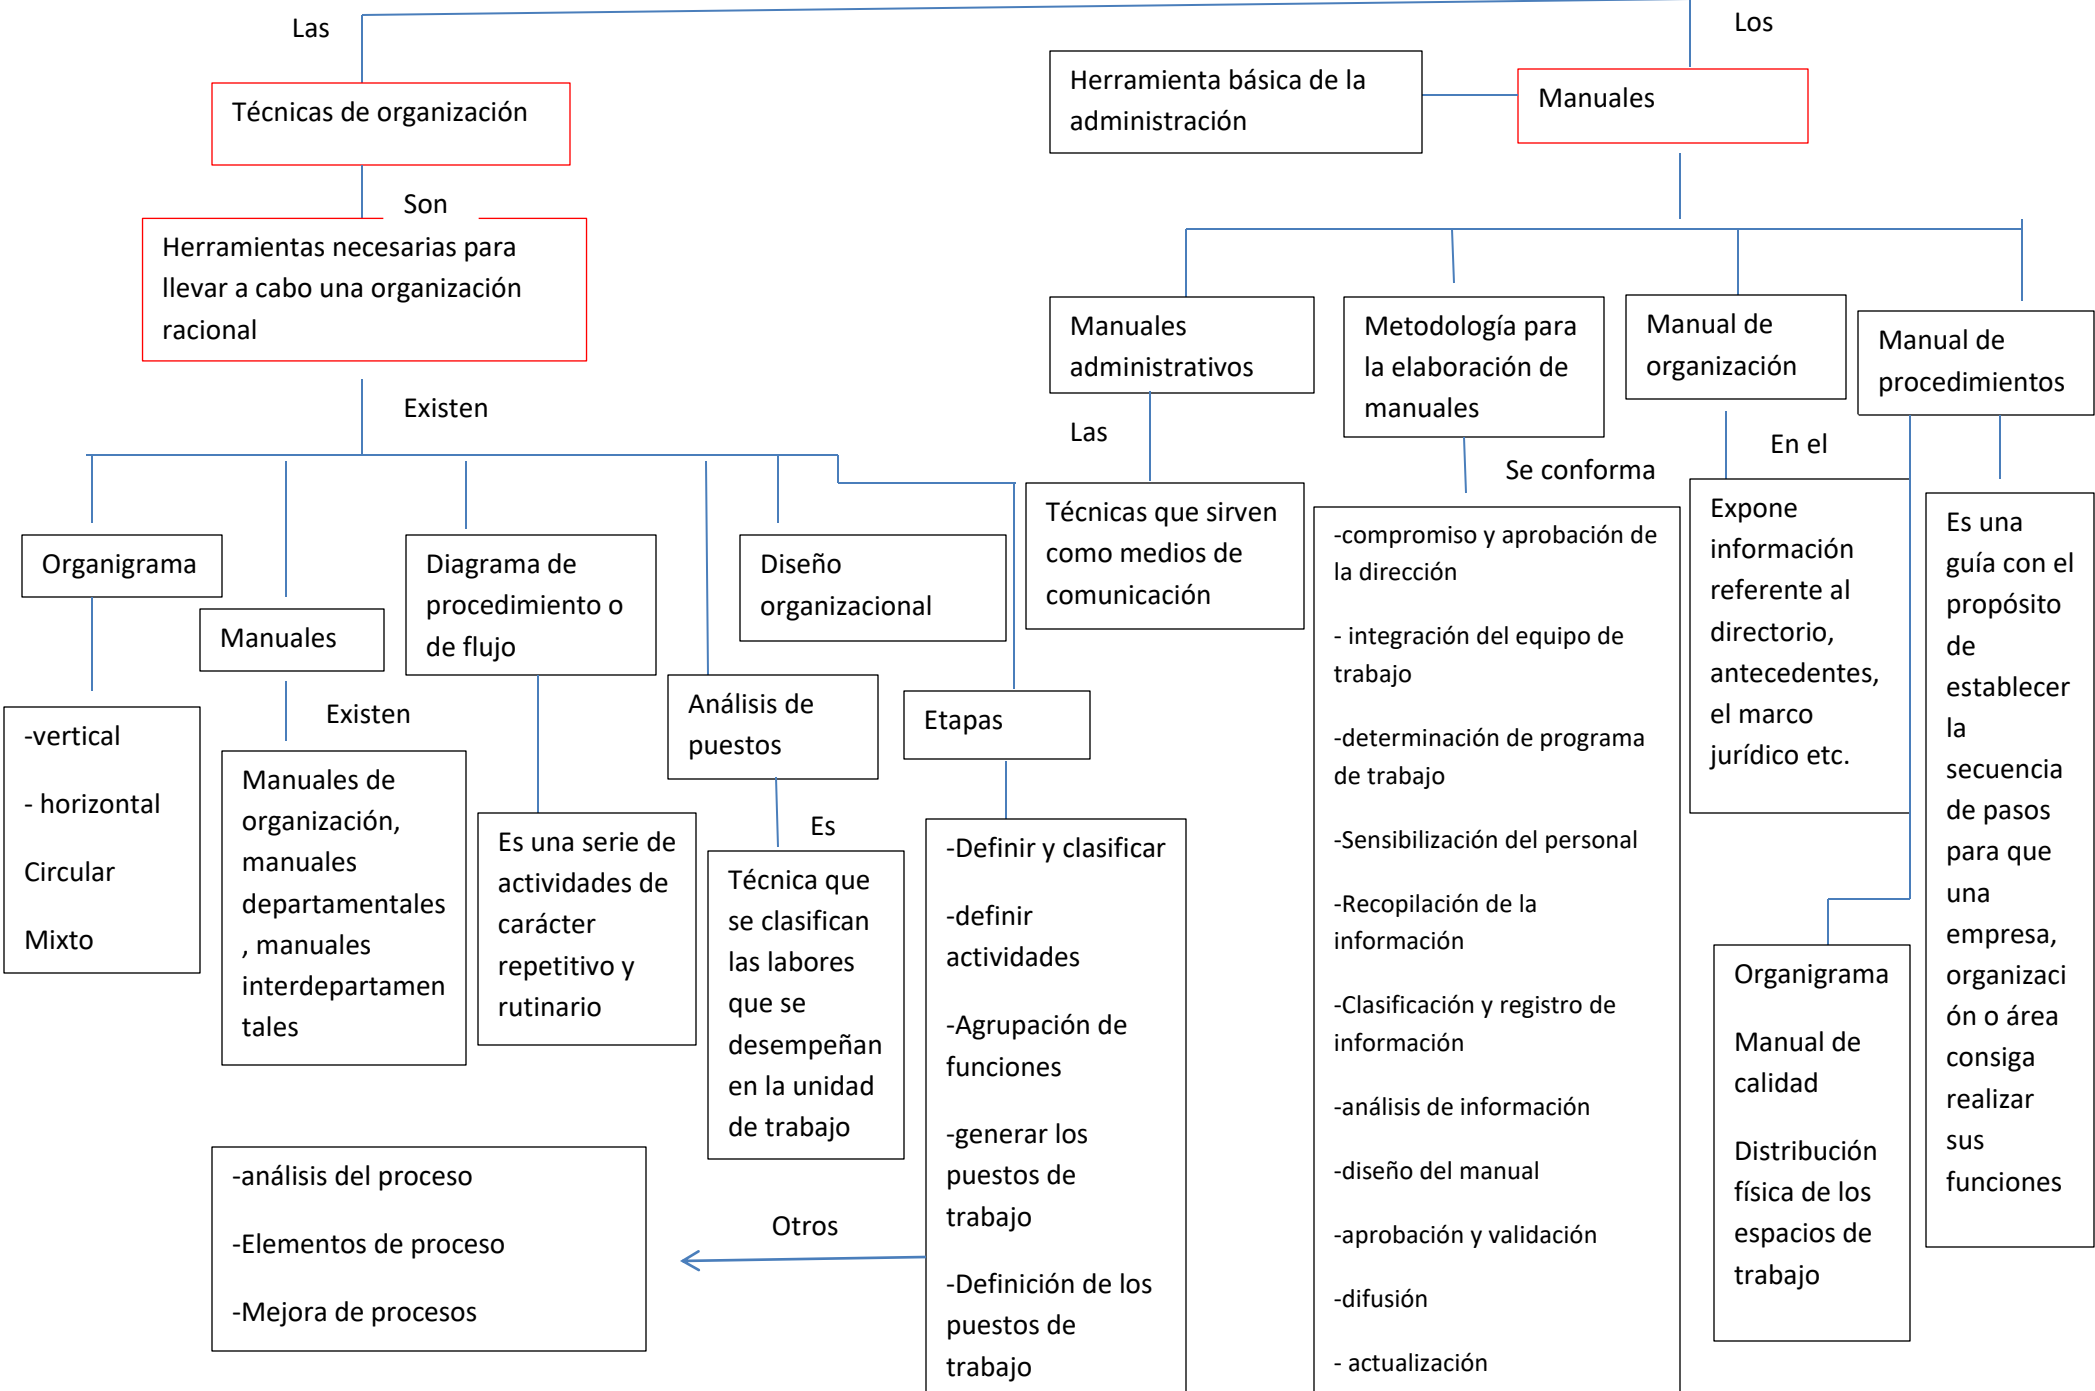 Las
Técnicas de organización
Son
Herramientas necesarias para
llevar a cabo una organización
racional
Existen
Organigrama
-vertical
- horizontal
Circular
Mixto
Manuales
Existen
Manuales de
organización,
manuales
departamentales
, manuales
interdepartamen
tales
Diagrama de
procedimiento o
de flujo
Es una serie de
actividades de
carácter
repetitivo y
rutinario
Análisis de
puestos
Es
Técnica que
se clasifican
las labores
que se
desempeñan
en la unidad
de trabajo
Diseño
organizacional
Etapas
-Definir y clasificar
-definir
actividades
-Agrupación de
funciones
-generar los
puestos de
trabajo
-Definición de los
puestos de
trabajo
Otros
-análisis del proceso
-Elementos de proceso
-Mejora de procesos
Los
Manuales
Herramienta básica de la
administración
Manuales
administrativos
Las
Técnicas que sirven
como medios de
comunicación
Metodología para
la elaboración de
manuales
Se conforma
-compromiso y aprobación de
la dirección
- integración del equipo de
trabajo
-determinación de programa
de trabajo
-Sensibilización del personal
-Recopilación de la
información
-Clasificación y registro de
información
-análisis de información
-diseño del manual
-aprobación y validación
-difusión
- actualización
Manual de
organización
En el
Expone
información
referente al
directorio,
antecedentes,
el marco
jurídico etc.
Manual de
procedimientos
Organigrama
Manual de
calidad
Distribución
física de los
espacios de
trabajo
Es una
guía con el
propósito
de
establecer
la
secuencia
de pasos
para que
una
empresa,
organizaci
ón o área
consiga
realizar
sus
funciones